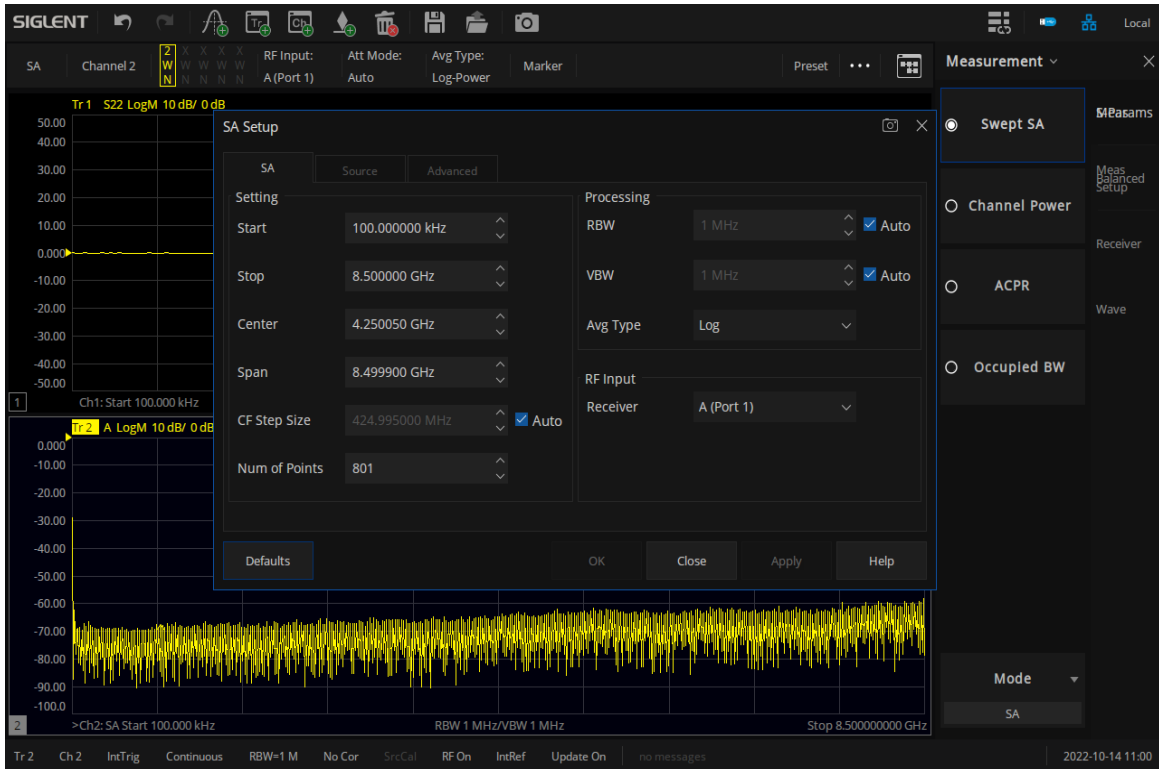 SIGLENT Tr Ch Local
SA Channel 2 2 X X X X RF Input: Att Mode: Avg Type: Marker Preset ••• Measurement
W W W W W
N N N N N A (Port 1) Auto Log-Power
Tr 1 S22 LogM 10 dB/ 0 dB
50.00
40.00
30.00
20.00
10.00
0.000
-10.00
-20.00
-30.00
-40.00
-50.00
1 Ch1: Start 100.000 kHz
SA Setup
SA Source Advanced
Setting
Start 100.000000 kHz
Stop 8.500000 GHz
Center 4.250050 GHz
Span 8.499900 GHz
CF Step Size 424.995000 MHz Auto
Num of Points 801
Processing
RBW 1 MHz Auto
VBW 1 MHz Auto
Avg Type Log
RF Input
Receiver A (Port 1)
Defaults OK Close Apply Help
Tr 2 A LogM 10 dB/ 0 dB
0.000
-10.00
-20.00
-30.00
-40.00
-50.00
-60.00
-70.00
-80.00
-90.00
-100.0
2 >Ch2: SA Start 100.000 kHz RBW 1 MHz/VBW 1 MHz Stop 8.500000000 GHz
Swept SA
Channel Power
ACPR
Occupied BW
Meas
Balanced
Setup
Receiver
Wave
Mode
SA
Tr 2 Ch 2 IntTrig Continuous RBW=1 M No Cor SrcCal RF On IntRef Update On no messages 2022-10-14 11:00